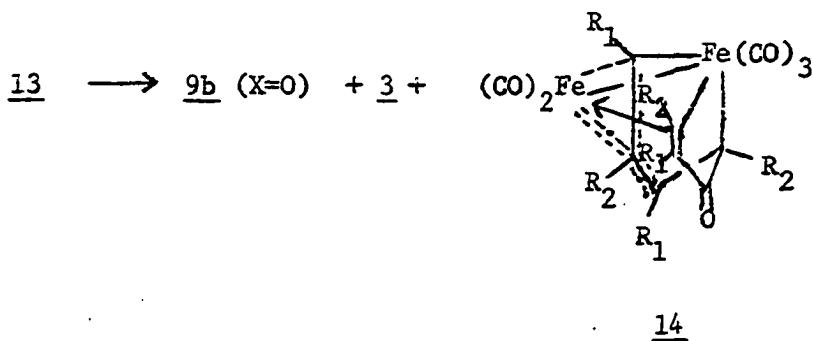 R₁
13 ⟶ 9b (X=O) + 3 + (CO)₂Fe Fe(CO)₃
R₂
R₁
R₂ R₂
O
R₁
14